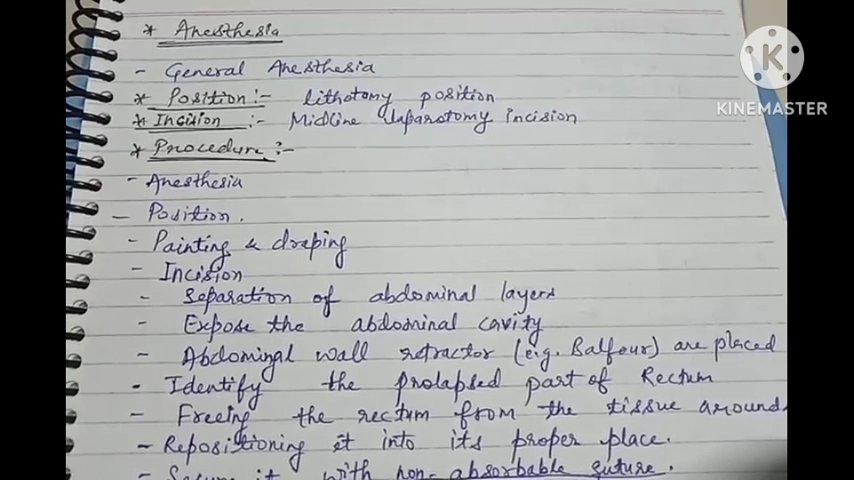 * Anesthesia
- General Anesthesia
* Position :- lithotomy position
* Incision :- Midline laparotomy incision
* Procedure :-
- Anesthesia
- Position.
- Painting & draping
- Incision
- Separation of abdominal layers
- Expose the abdominal cavity
- Abdominal wall retractor (e.g. Balfour) are placed
- Identify the prolapsed part of Rectum
- Freeing the rectum from the tissue around
- Repositioning it into its proper place.
- Secure it with non-absorbable suture.
K
KINEMASTER